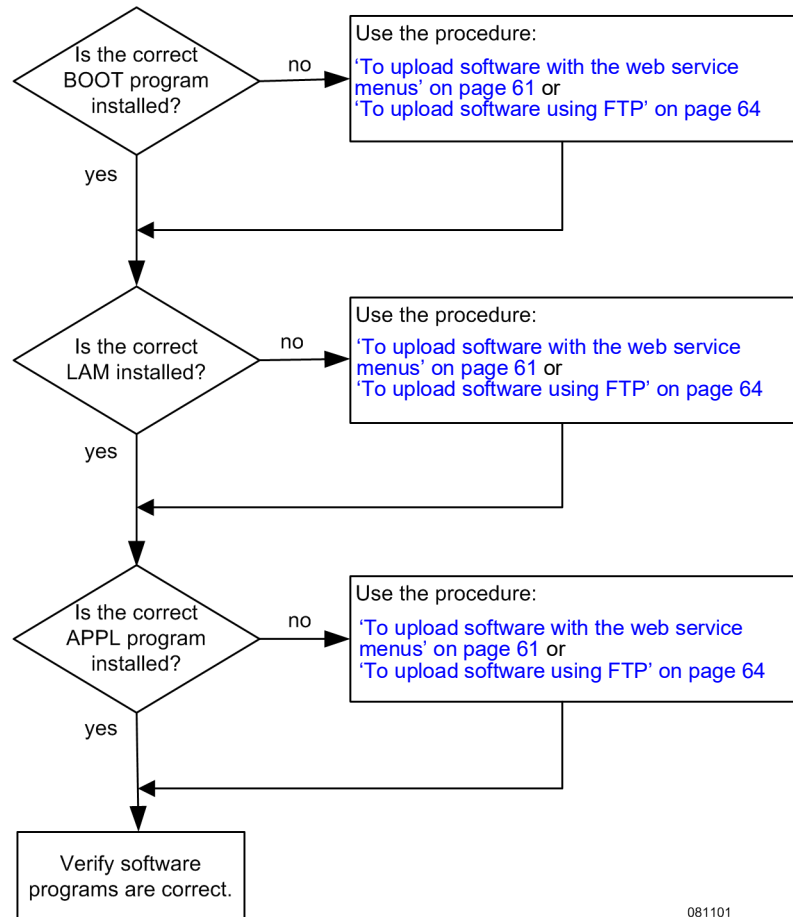 Is the correct
BOOT program
installed?
no
Use the procedure:
‘To upload software with the web service
menus’ on page 61 or
‘To upload software using FTP’ on page 64
yes
Is the correct
LAM installed?
no
Use the procedure:
‘To upload software with the web service
menus’ on page 61 or
‘To upload software using FTP’ on page 64
yes
Is the correct
APPL program
installed?
no
Use the procedure:
‘To upload software with the web service
menus’ on page 61 or
‘To upload software using FTP’ on page 64
yes
Verify software
programs are correct.
081101